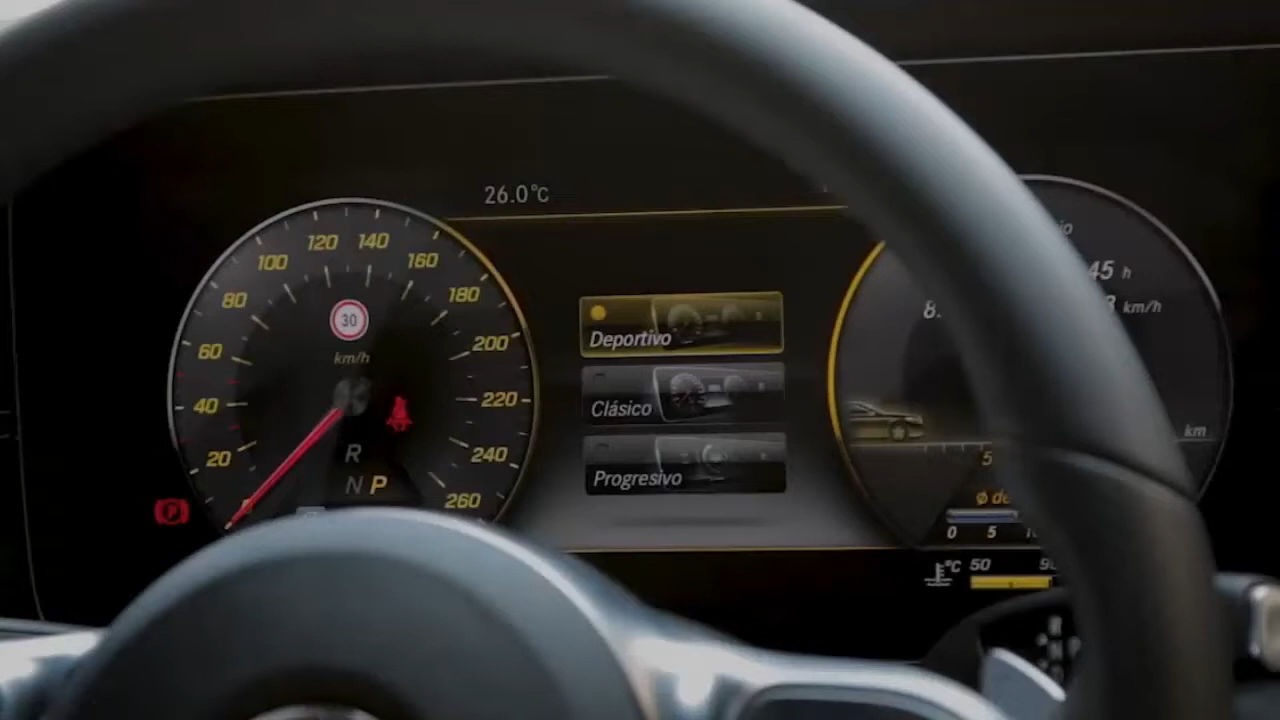 26.0°C
120 140
100 160
80 180
60 200
40 220
20 240
260
30
km/h
R
N P
P
Deportivo
Clásico
Progresivo
45 h
km/h
km
5
0 5
°C 50